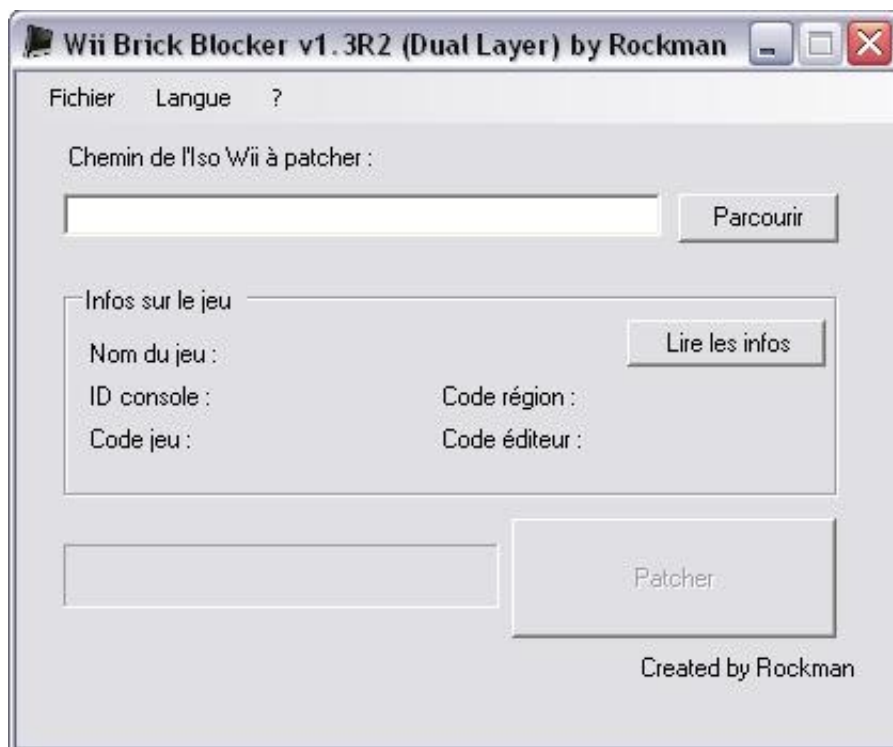 Wii Brick Blocker v1.3R2 (Dual Layer) by Rockman
Fichier Langue ?
Chemin de l'Iso Wii à patcher :
Parcourir
Infos sur le jeu
Lire les infos
Nom du jeu :
ID console : Code région :
Code jeu : Code éditeur :
Patcher
Created by Rockman